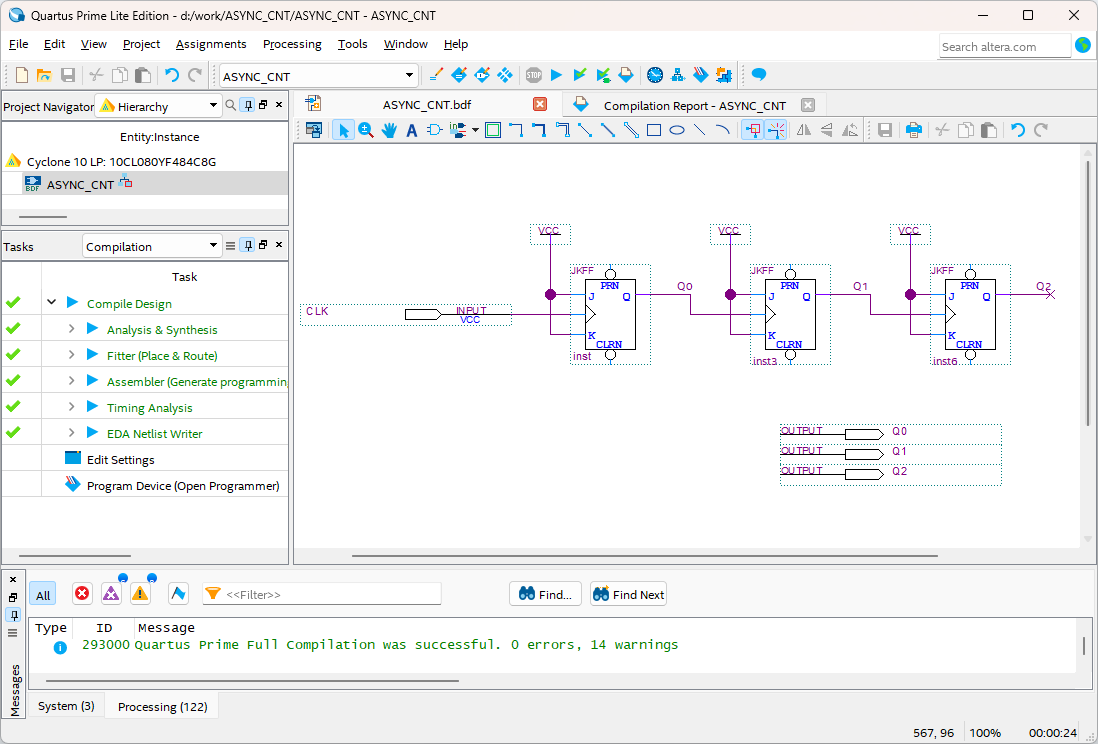 Quartus Prime Lite Edition - d:/work/ASYNC_CNT/ASYNC_CNT - ASYNC_CNT
File Edit View Project Assignments Processing Tools Window Help
Search altera.com
STOP
ASYNC_CNT
Project Navigator Hierarchy
Entity:Instance
Cyclone 10 LP: 10CL080YF484C8G
BDF ASYNC_CNT
Tasks Compilation
Task
Compile Design
Analysis & Synthesis
Fitter (Place & Route)
Assembler (Generate programmin
Timing Analysis
EDA Netlist Writer
Edit Settings
Program Device (Open Programmer)
ASYNC_CNT.bdf
Compilation Report - ASYNC_CNT
A
VCC VCC VCC
JKFF JKFF JKFF
PRN PRN PRN
Q0 Q1 Q2
J Q J Q J Q
CLK INPUT
VCC
K K K
CLRN CLRN CLRN
inst inst3 inst6
OUTPUT Q0
OUTPUT Q1
OUTPUT Q2
All <<Filter>> Find... Find Next
Type ID Message
293000 Quartus Prime Full Compilation was successful. 0 errors, 14 warnings
Messages
System (3) Processing (122)
567, 96 100% 00:00:24